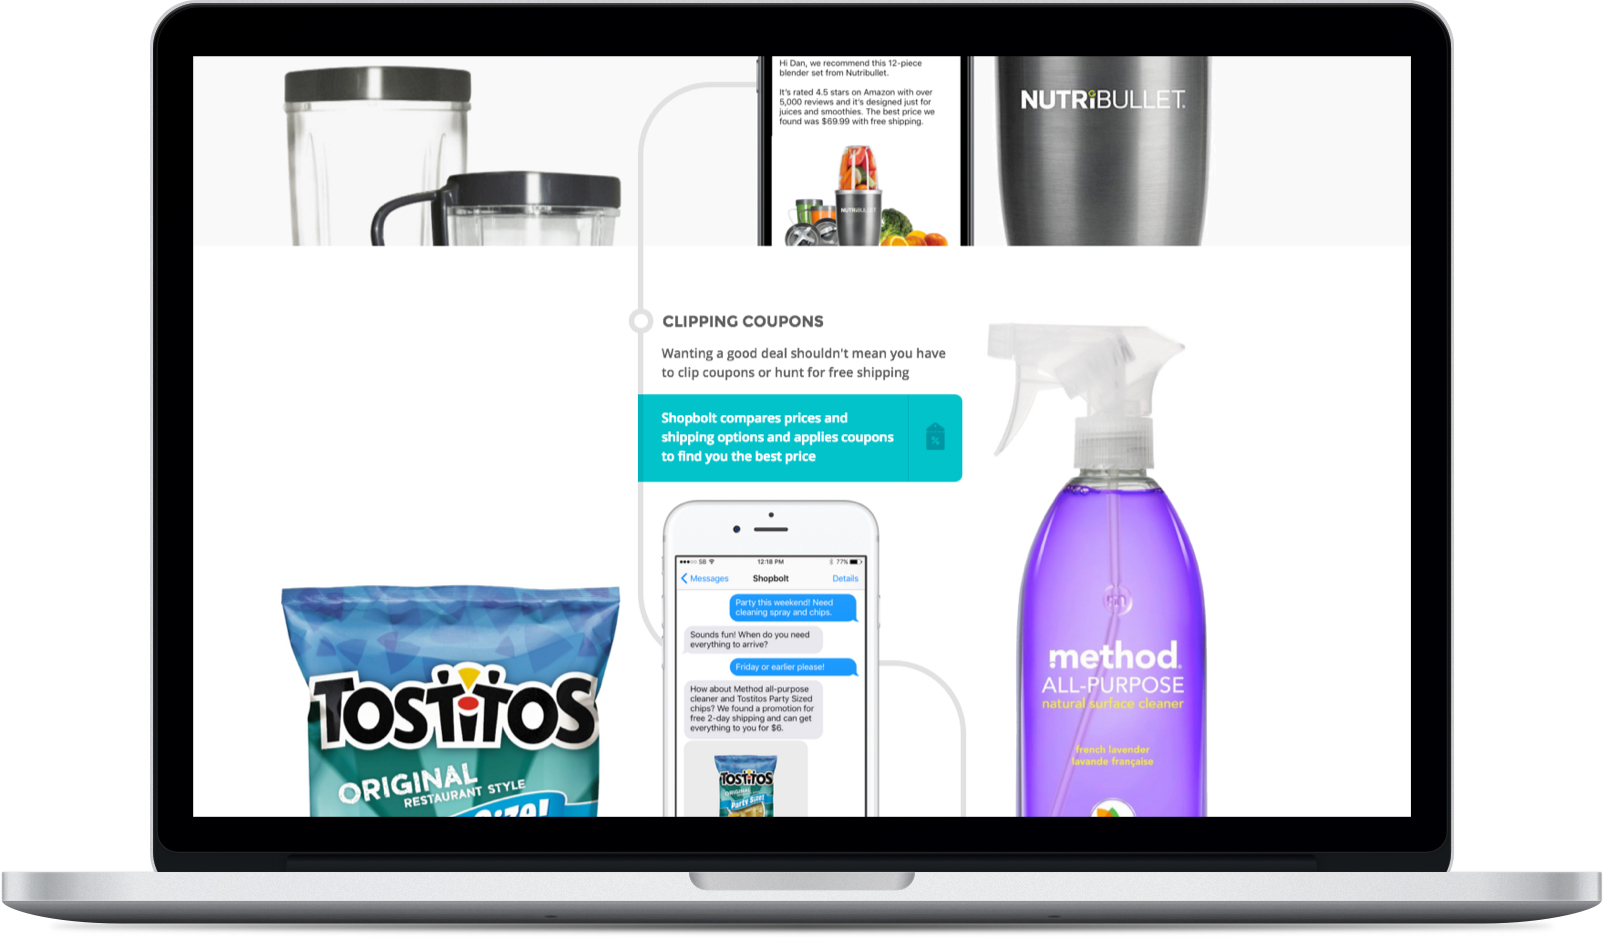 Hi Dan, we recommend this 12-piece
blender set from Nutribullet.
It's rated 4.5 stars on Amazon with over
5,000 reviews and it's designed just for
juices and smoothies. The best price we
found was $69.99 with free shipping.
NUTRIBULLET
NUTRiBULLET.
CLIPPING COUPONS
Wanting a good deal shouldn't mean you have
to clip coupons or hunt for free shipping
Shopbolt compares prices and
shipping options and applies coupons
to find you the best price
%
SB
12:18 PM
77%
Messages
Shopbolt
Details
Party this weekend! Need
cleaning spray and chips.
Sounds fun! When do you need
everything to arrive?
Friday or earlier please!
How about Method all-purpose
cleaner and Tostitos Party Sized
chips? We found a promotion for
free 2-day shipping and can get
everything to you for $6.
TOSTITOS
ORIGINAL
Party Size!
TOSTITOS
ORIGINAL
RESTAURANT STYLE
Size!
m
method.
ALL-PURPOSE
natural surface cleaner
french lavender
lavande française